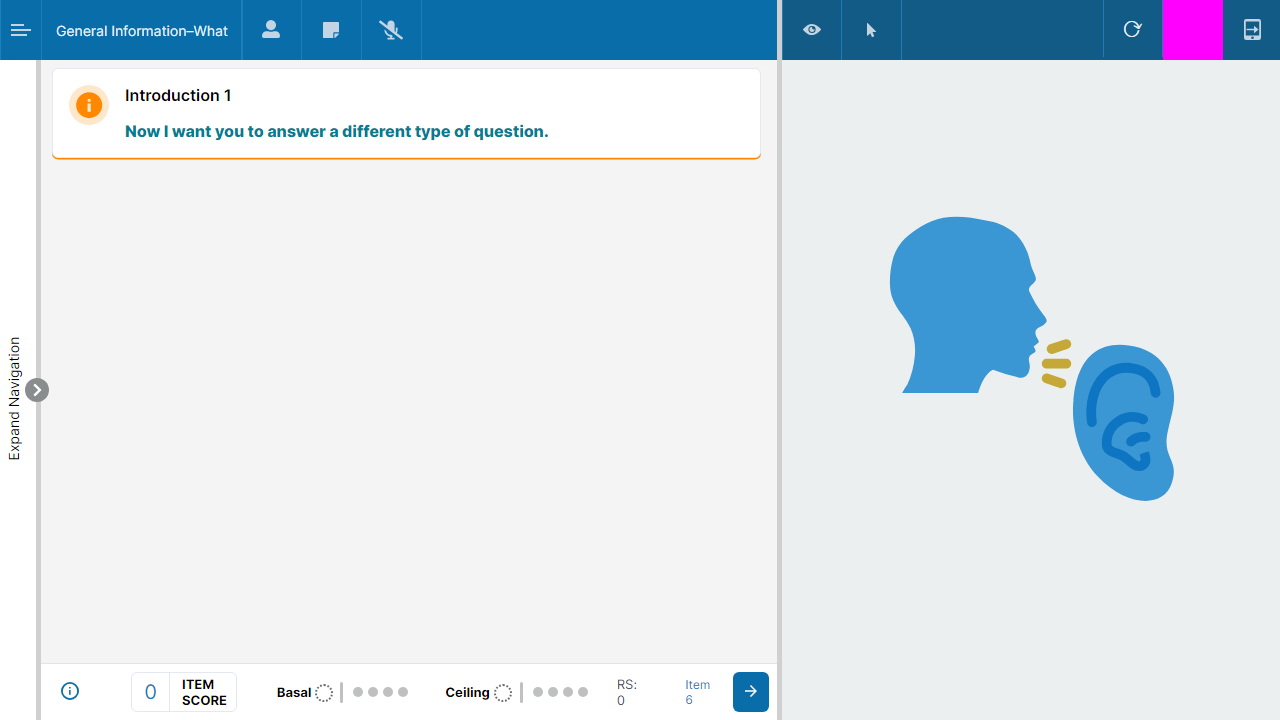 General Information–What
Introduction 1
Now I want you to answer a different type of question.
Expand Navigation
0
ITEM
SCORE
Basal
Ceiling
RS:
0
Item
6